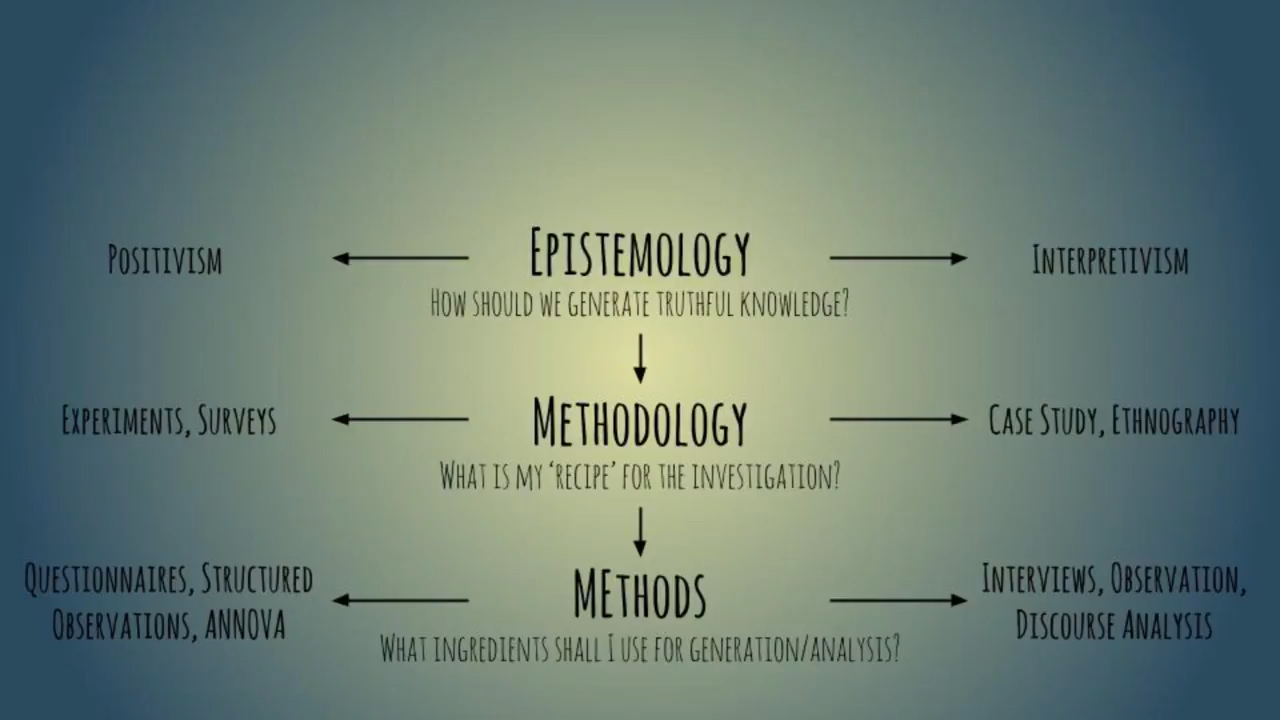 Positivism
Epistemology
Interpretivism
How should we generate truthful knowledge?
Experiments, Surveys
Methodology
Case Study, Ethnography
What is my ‘recipe’ for the investigation?
Questionnaires, Structured
Observations, ANNOVA
MEthods
Interviews, Observation,
Discourse Analysis
What ingredients shall I use for generation/analysis?